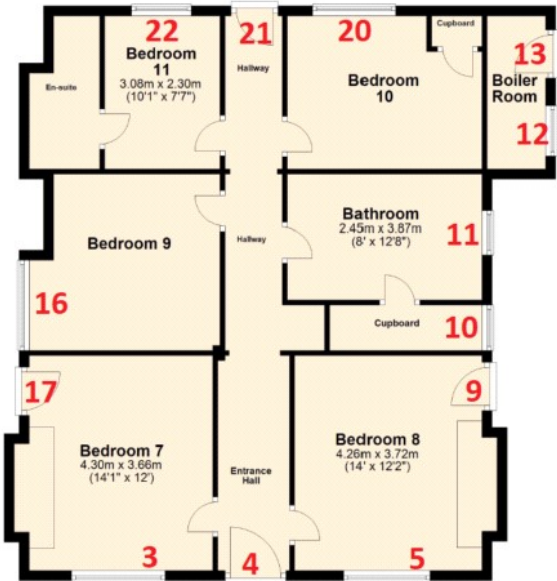 22
21
20
Cupboard
Bedroom
11
3.08m x 2.30m
(10'1" x 7'7")
Hallway
13
En-suite
Bedroom
10
Boiler
Room
12
Bedroom 9
Hallway
Bathroom
2.45m x 3.87m
(8' x 12'8")
11
16
Cupboard
10
17
9
Bedroom 7
4.30m x 3.66m
(14'1" x 12')
Bedroom 8
4.26m x 3.72m
(14' x 12'2")
Entrance
Hall
3
4
5